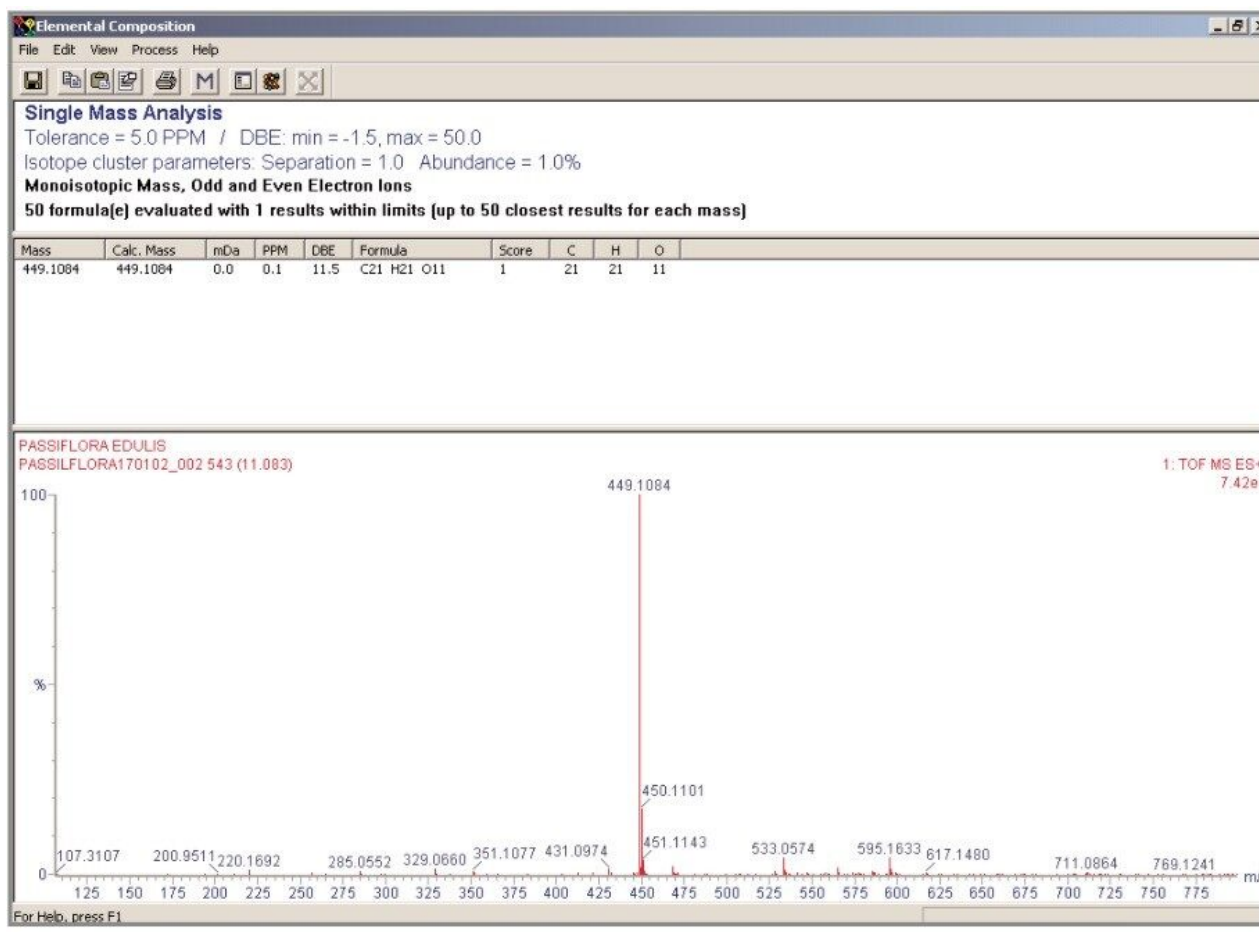 Elemental Composition
File Edit View Process Help
M
Single Mass Analysis
Tolerance = 5.0 PPM / DBE: min = -1.5, max = 50.0
Isotope cluster parameters: Separation = 1.0 Abundance = 1.0%
Monoisotopic Mass, Odd and Even Electron Ions
50 formula(e) evaluated with 1 results within limits (up to 50 closest results for each mass)
Mass Calc. Mass mDa PPM DBE Formula Score C H O
449.1084 449.1084 0.0 0.1 11.5 C21 H21 O11 1 21 21 11
PASSIFLORA EDULIS
PASSILFLORA170102_002 543 (11.083)
1: TOF MS ES+
7.42e
449.1084
100
%
450.1101
451.1143
107.3107 200.9511 220.1692 285.0552 329.0660 351.1077 431.0974 533.0574 595.1633 617.1480 711.0864 769.1241
0
125 150 175 200 225 250 275 300 325 350 375 400 425 450 475 500 525 550 575 600 625 650 675 700 725 750 775
For Help, press F1